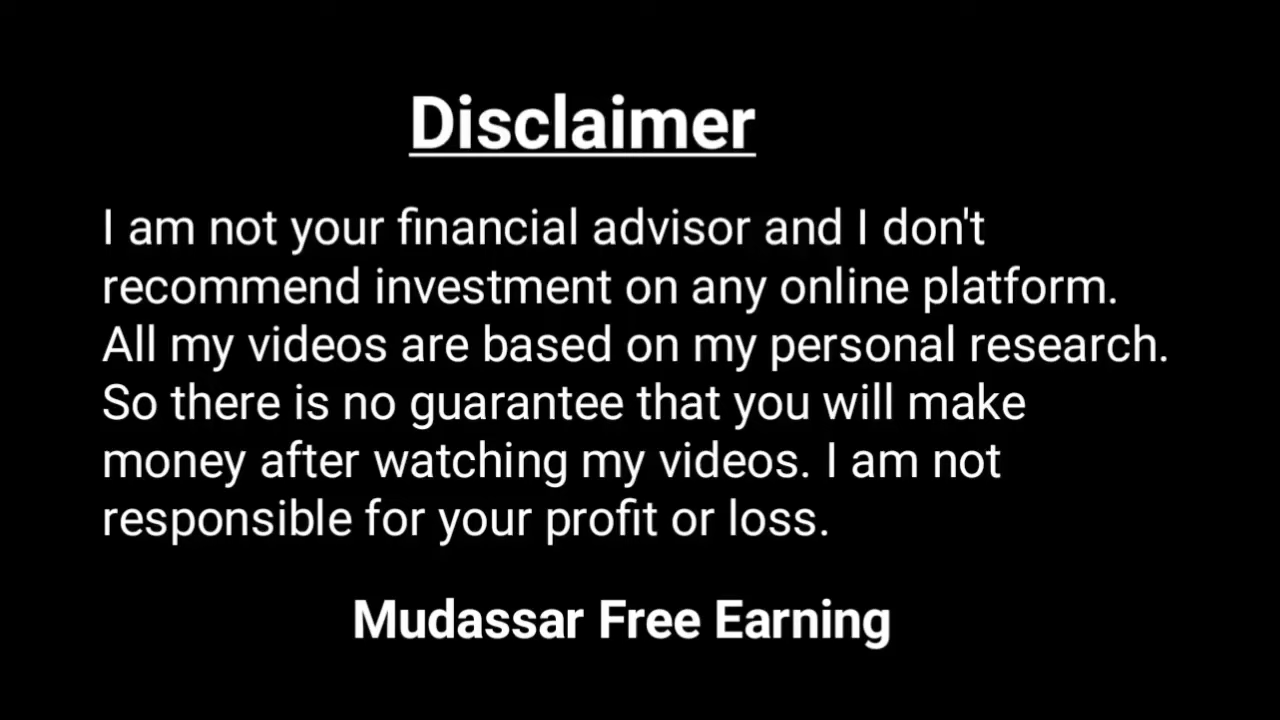 Disclaimer
I am not your financial advisor and I don't
recommend investment on any online platform.
All my videos are based on my personal research.
So there is no guarantee that you will make
money after watching my videos. I am not
responsible for your profit or loss.
Mudassar Free Earning